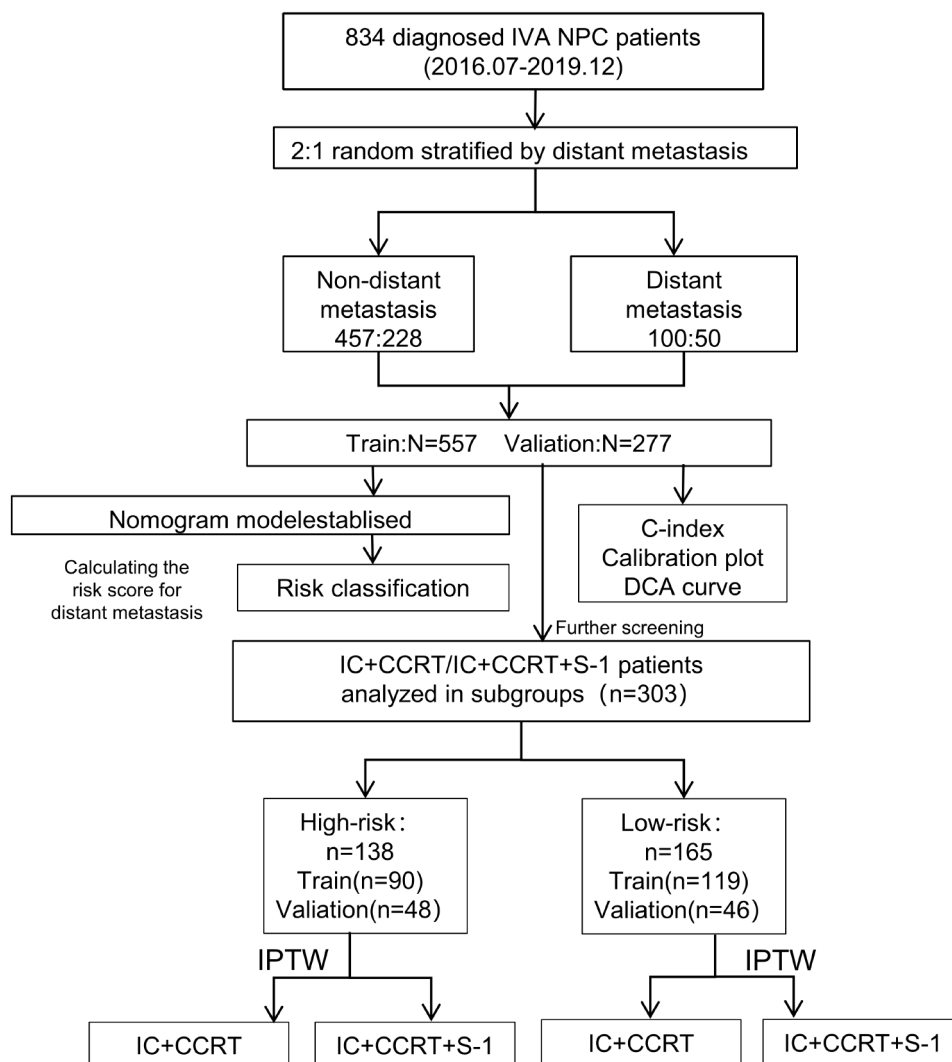 834 diagnosed IVA NPC patients
(2016.07-2019.12)
2:1 random stratified by distant metastasis
Non-distant
metastasis
457:228
Distant
metastasis
100:50
Train:N=557 Valiation:N=277
Nomogram modelestablised
C-index
Calibration plot
DCA curve
Calculating the
risk score for
distant metastasis
Risk classification
Further screening
IC+CCRT/IC+CCRT+S-1 patients
analyzed in subgroups (n=303)
High-risk:
n=138
Train(n=90)
Valiation(n=48)
Low-risk:
n=165
Train(n=119)
Valiation(n=46)
IPTW
IPTW
IC+CCRT
IC+CCRT+S-1
IC+CCRT
IC+CCRT+S-1